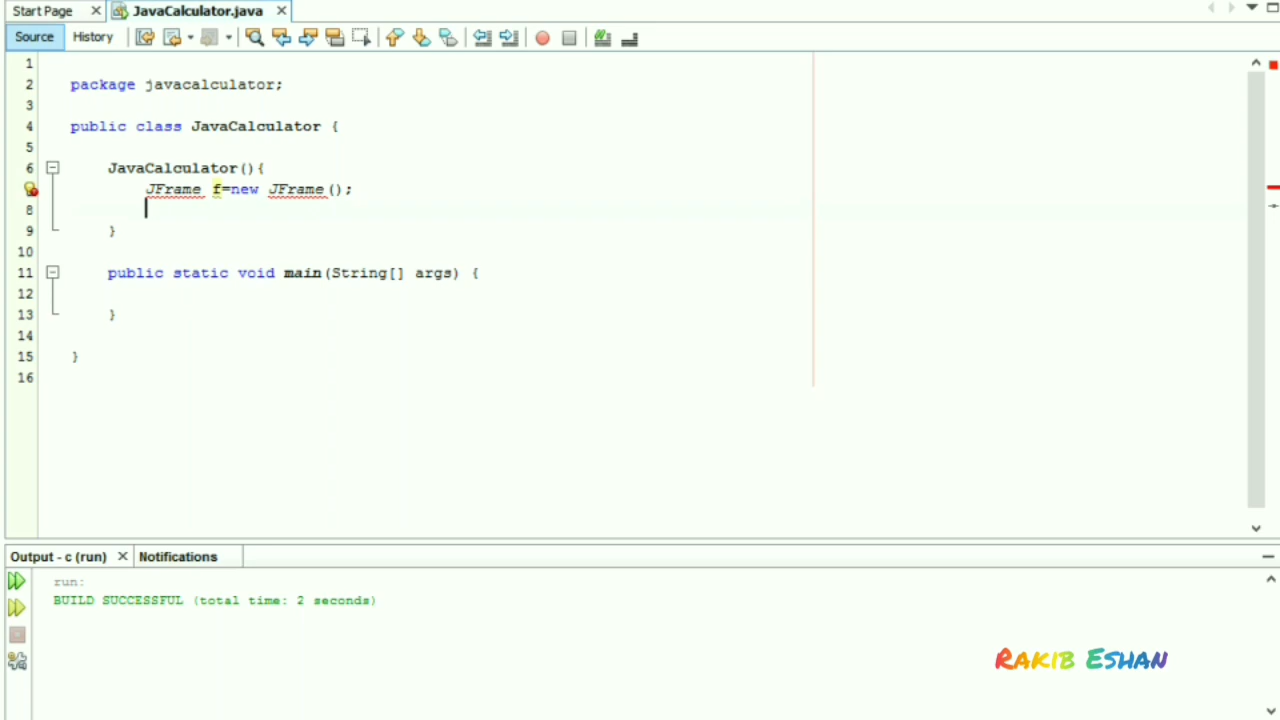 Start Page
JavaCalculator.java
Source
History
1
2 package javacalculator;
3
4 public class JavaCalculator {
5
6 JavaCalculator(){
JFrame f=new JFrame();
8
9 }
10
11 public static void main(String[] args) {
12
13 }
14
15 }
16
Output - c (run)
Notifications
run:
BUILD SUCCESSFUL (total time: 2 seconds)
Rakib Eshan